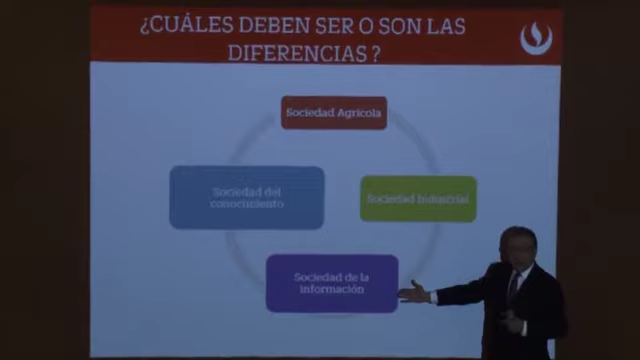 ¿CUÁLES DEBEN SER O SON LAS
DIFERENCIAS ?
Sociedad Agrícola
Sociedad del
conocimiento
Sociedad Industrial
Sociedad de la
información